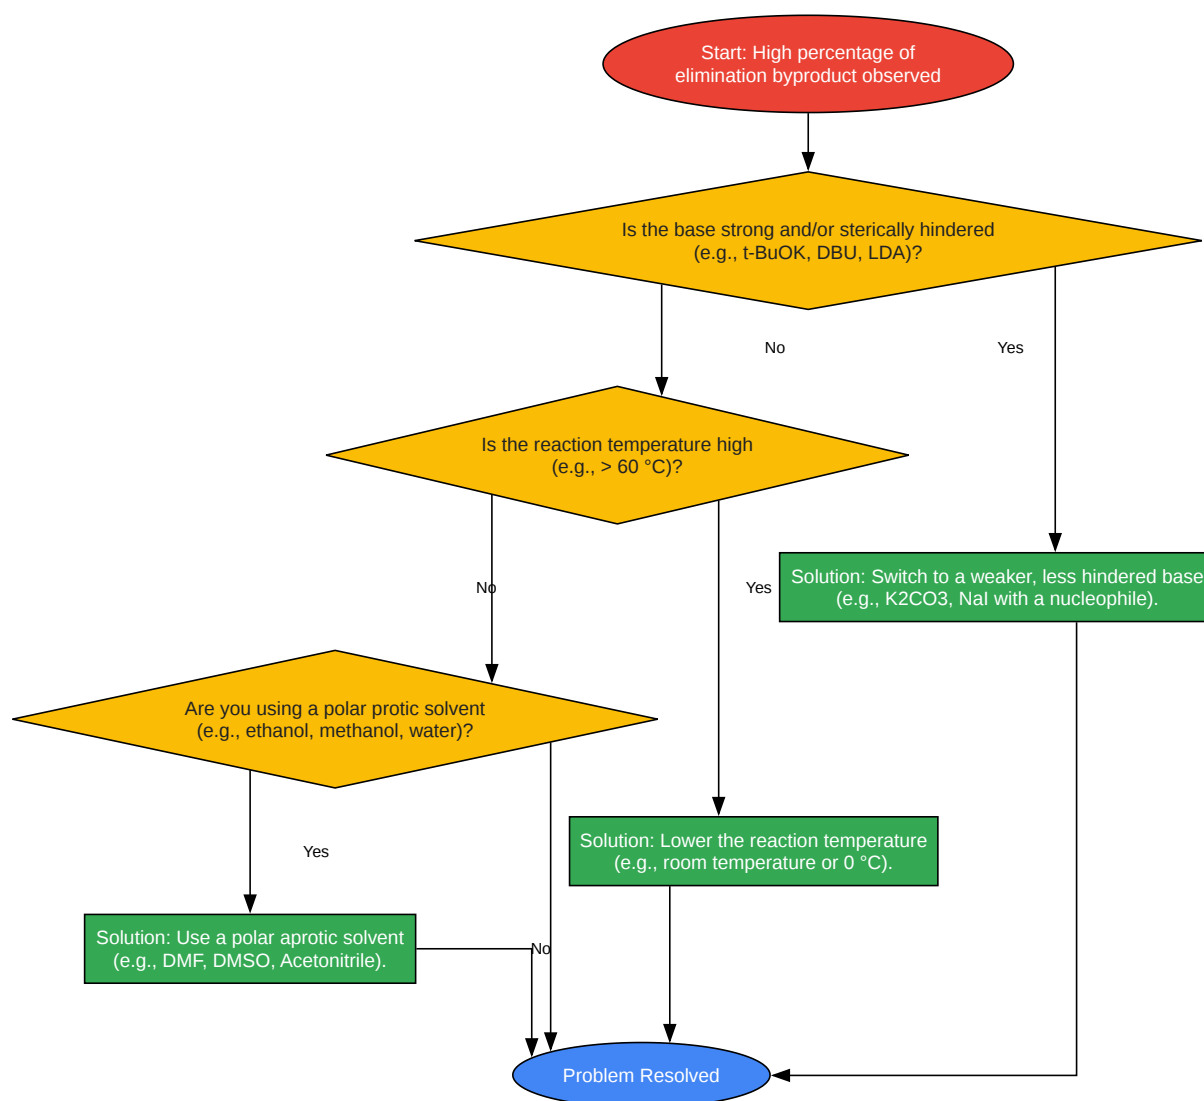 Start: High percentage of
elimination byproduct observed
Is the base strong and/or sterically hindered
(e.g., t-BuOK, DBU, LDA)?
No
Yes
Is the reaction temperature high
(e.g., > 60 °C)?
Solution: Switch to a weaker, less hindered base
(e.g., K2CO3, NaI with a nucleophile).
No
Yes
Are you using a polar protic solvent
(e.g., ethanol, methanol, water)?
Solution: Lower the reaction temperature
(e.g., room temperature or 0 °C).
Yes
Solution: Use a polar aprotic solvent
(e.g., DMF, DMSO, Acetonitrile).
No
Problem Resolved